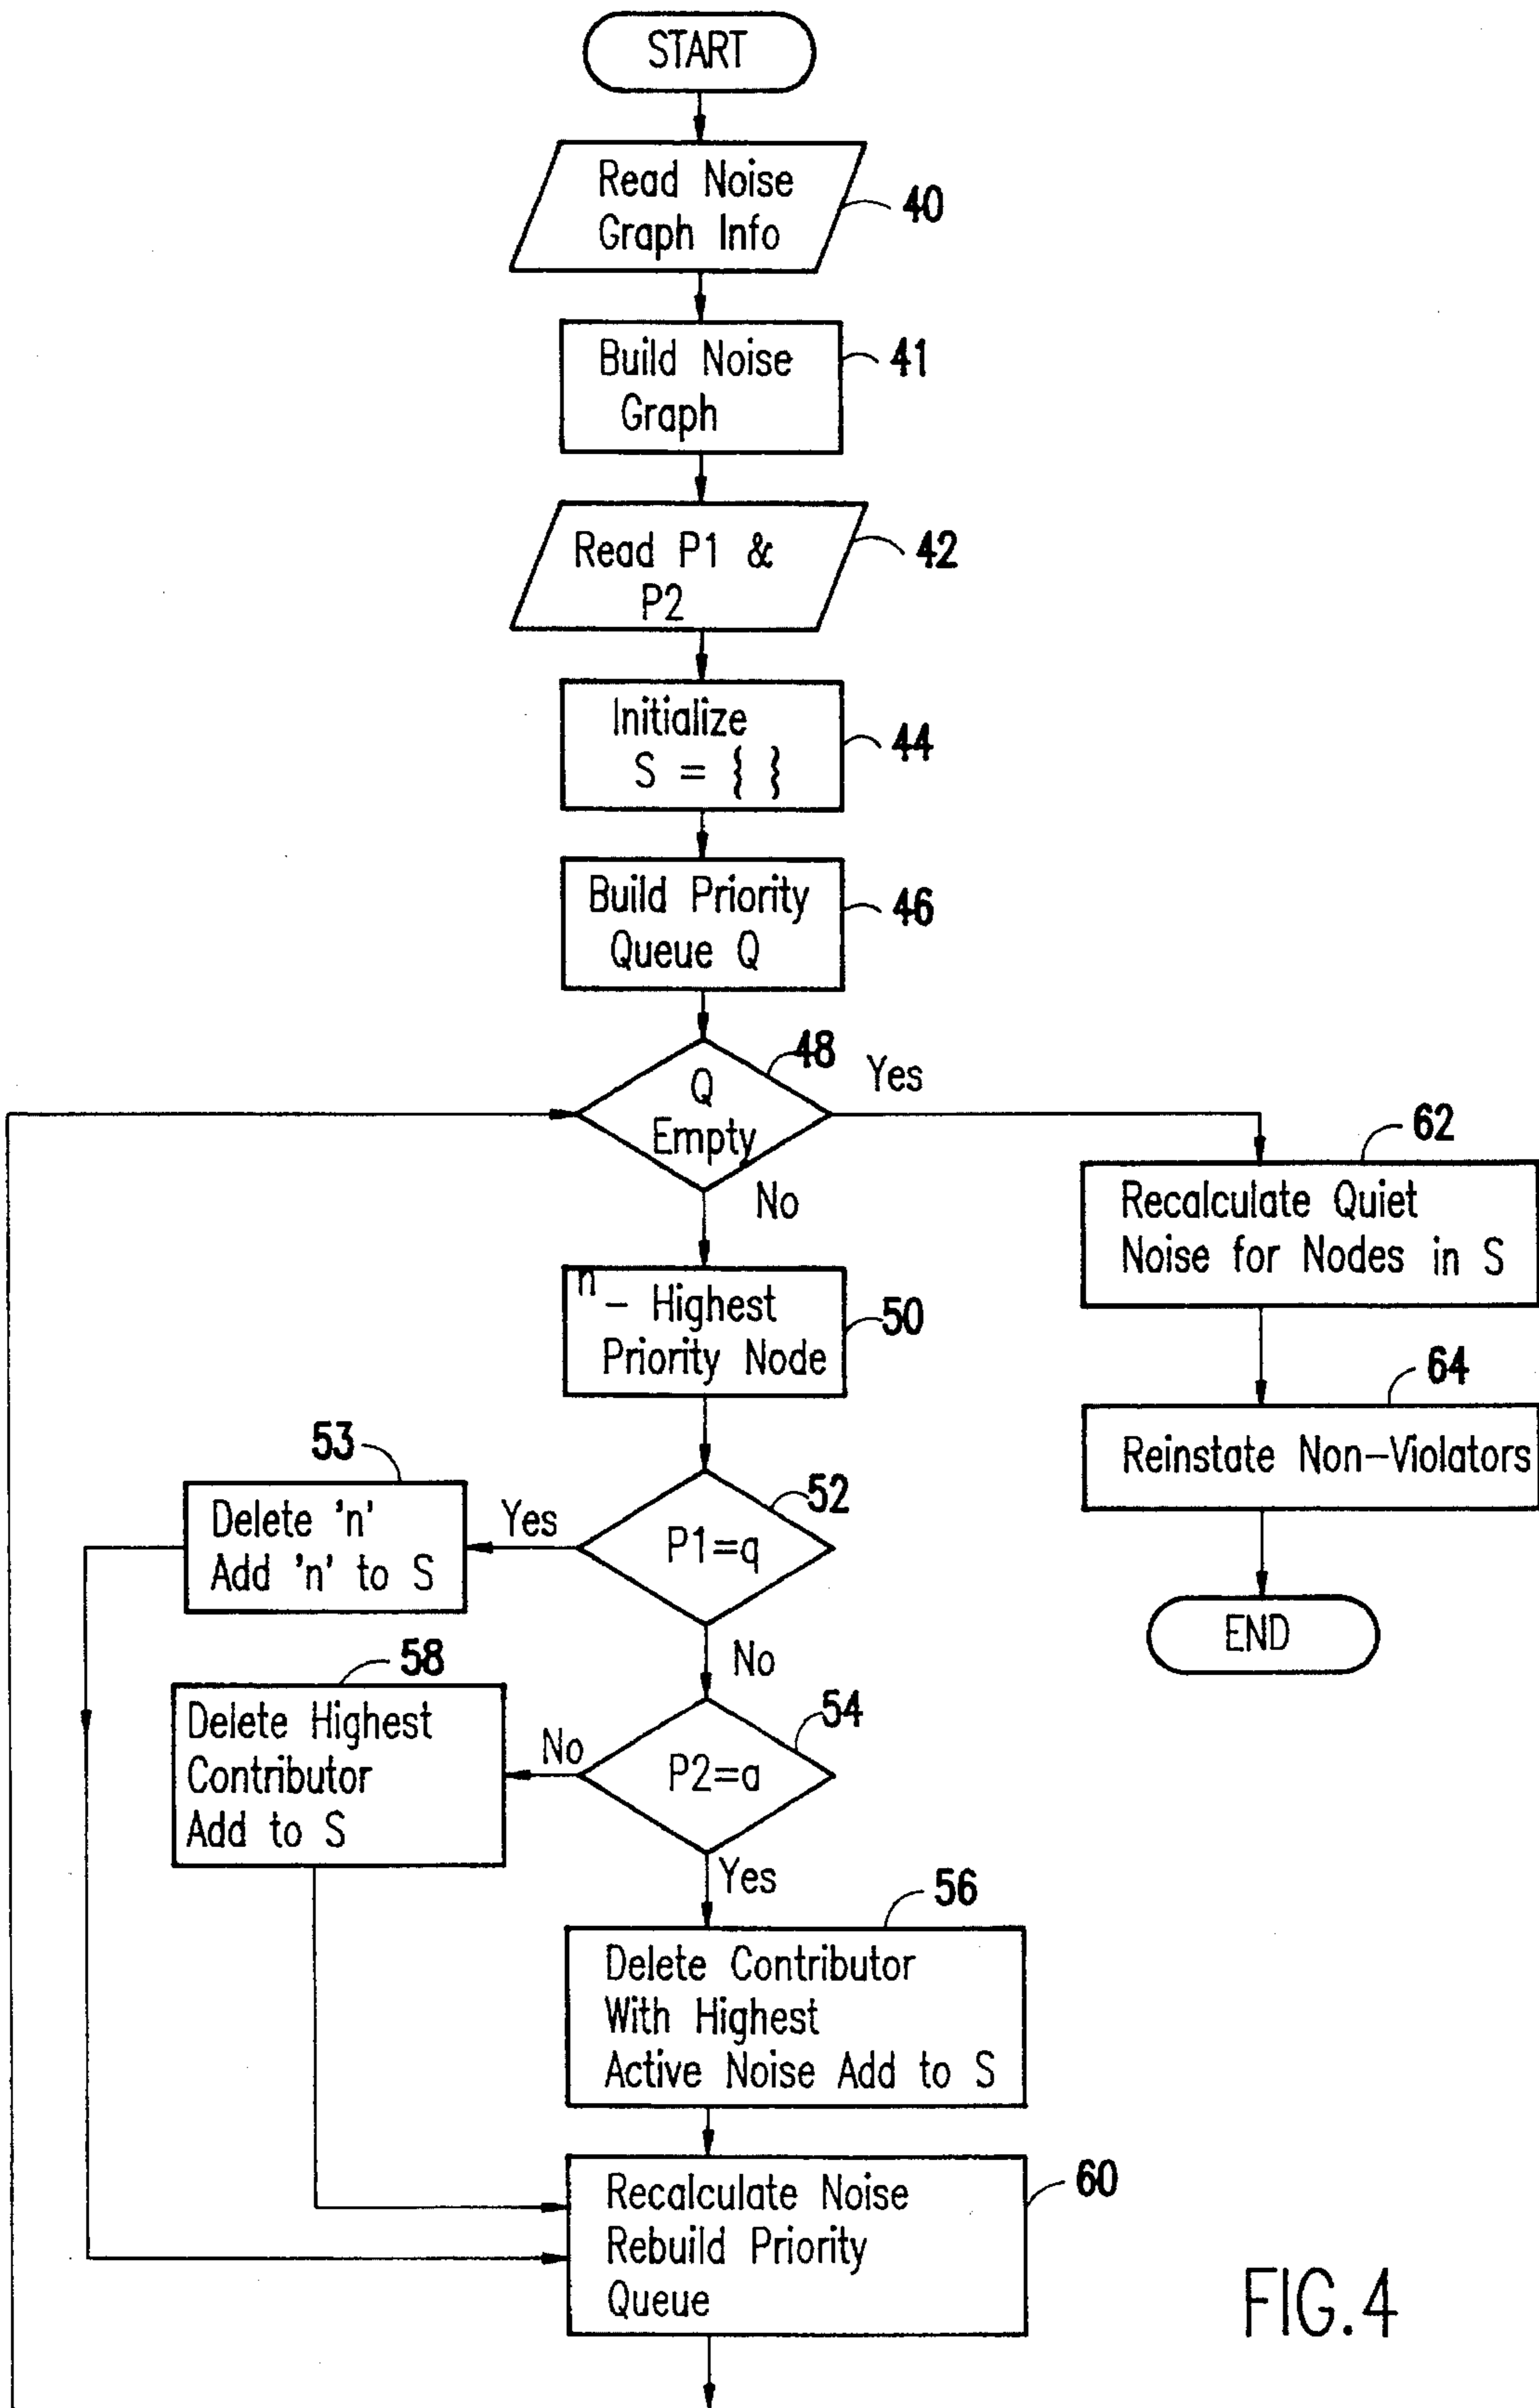 START
Read Noise
Graph Info
40
Build Noise
Graph
41
Read P1 &
P2
42
Initialize
S = { }
44
Build Priority
Queue Q
46
Q
Empty
48
Yes
No
62
Recalculate Quiet
Noise for Nodes in S
n - Highest
Priority Node
50
64
Reinstate Non-Violators
53
Delete 'n'
Add 'n' to S
Yes
P1=q
52
END
No
58
Delete Highest
Contributor
Add to S
No
P2=a
54
Yes
56
Delete Contributor
With Highest
Active Noise Add to S
60
Recalculate Noise
Rebuild Priority
Queue
FIG.4